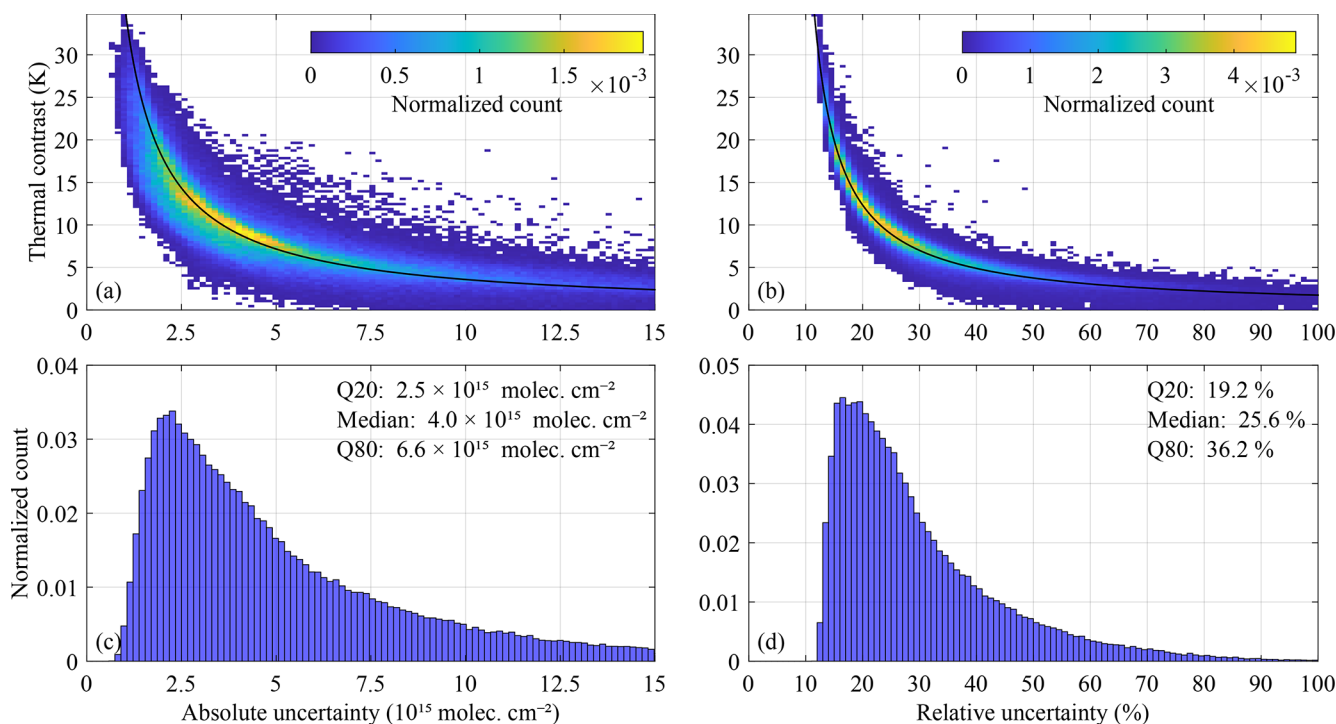 35
30
25
20
15
10
5
0
Thermal contrast (K)
(a)
0 2.5 5 7.5 10 12.5 15
0 0.5 1 1.5 ×10⁻³
Normalized count
35
30
25
20
15
10
5
0
(b)
0 10 20 30 40 50 60 70 80 90 100
0 1 2 3 4 ×10⁻³
Normalized count
0.04
0.03
0.02
0.01
0
Normalized count
Q20: 2.5 × 10¹⁵ molec. cm⁻²
Median: 4.0 × 10¹⁵ molec. cm⁻²
Q80: 6.6 × 10¹⁵ molec. cm⁻²
(c)
0 2.5 5 7.5 10 12.5 15
Absolute uncertainty (10¹⁵ molec. cm⁻²)
0.05
0.04
0.03
0.02
0.01
0
Q20: 19.2 %
Median: 25.6 %
Q80: 36.2 %
(d)
0 10 20 30 40 50 60 70 80 90 100
Relative uncertainty (%)